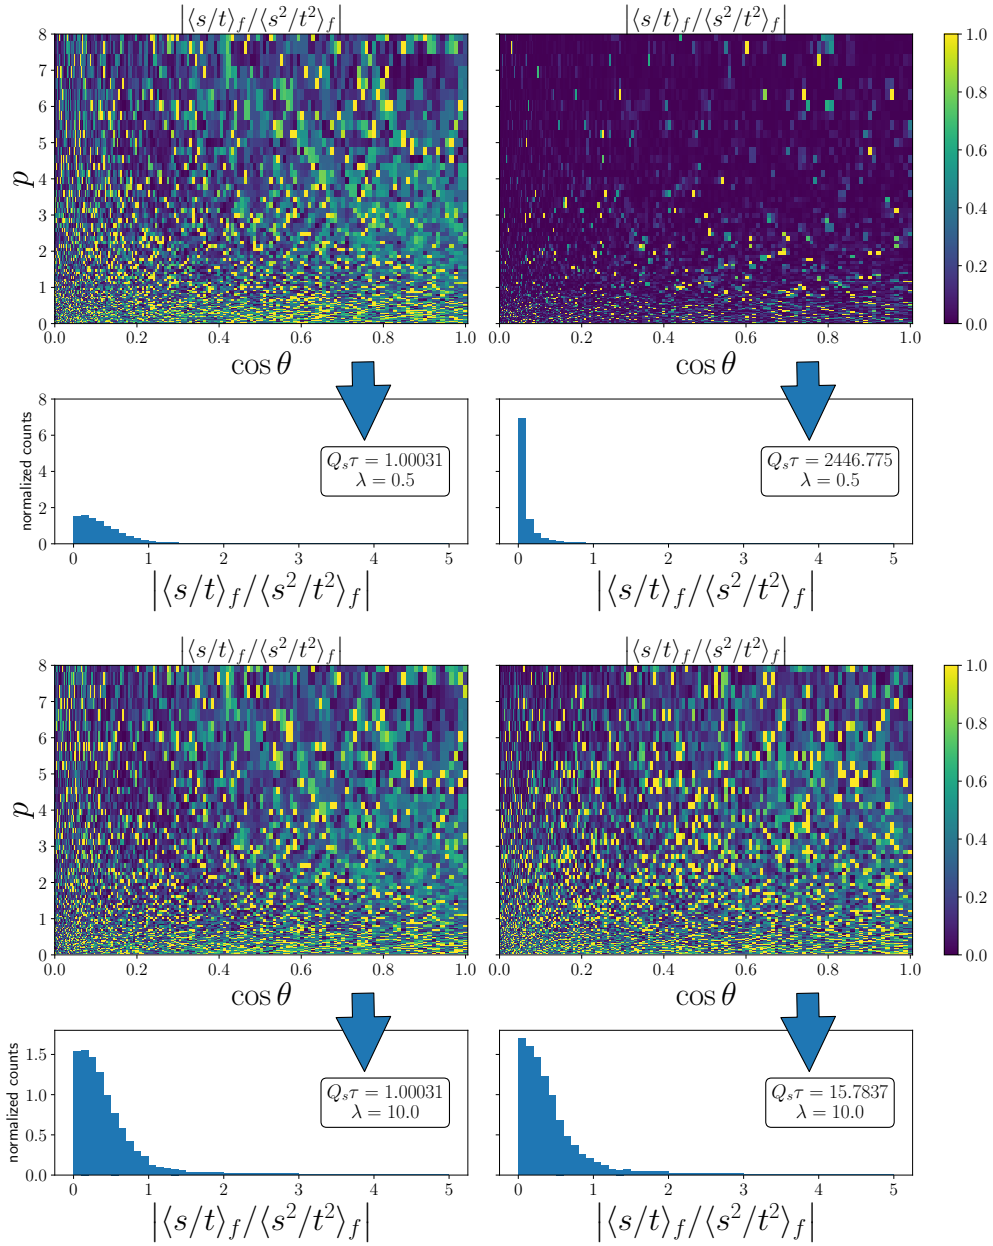 |⟨s/t⟩_f/⟨s²/t²⟩_f|
|⟨s/t⟩_f/⟨s²/t²⟩_f|
8
7
6
5
4
3
2
1
0
p
0.0 0.2 0.4 0.6 0.8 1.0
cos θ
0.0 0.2 0.4 0.6 0.8 1.0
cos θ
1.0
0.8
0.6
0.4
0.2
0.0
8
6
4
2
0
normalized counts
Q_sτ = 1.00031
λ = 0.5
0 1 2 3 4 5
|⟨s/t⟩_f/⟨s²/t²⟩_f|
Q_sτ = 2446.775
λ = 0.5
0 1 2 3 4 5
|⟨s/t⟩_f/⟨s²/t²⟩_f|
|⟨s/t⟩_f/⟨s²/t²⟩_f|
|⟨s/t⟩_f/⟨s²/t²⟩_f|
8
7
6
5
4
3
2
1
0
p
0.0 0.2 0.4 0.6 0.8 1.0
cos θ
0.0 0.2 0.4 0.6 0.8 1.0
cos θ
1.0
0.8
0.6
0.4
0.2
0.0
1.5
1.0
0.5
0.0
normalized counts
Q_sτ = 1.00031
λ = 10.0
0 1 2 3 4 5
|⟨s/t⟩_f/⟨s²/t²⟩_f|
Q_sτ = 15.7837
λ = 10.0
0 1 2 3 4 5
|⟨s/t⟩_f/⟨s²/t²⟩_f|